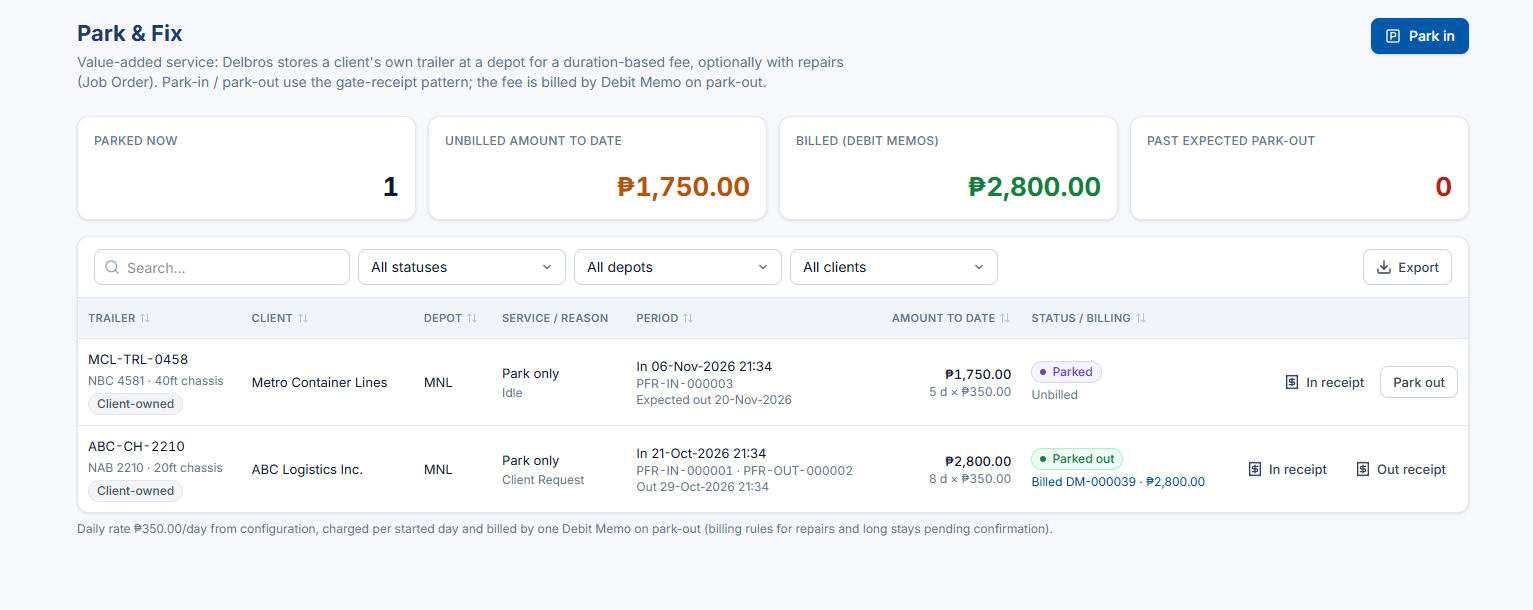 Park & Fix
Park in
Value-added service: Delbros stores a client's own trailer at a depot for a duration-based fee, optionally with repairs
(Job Order). Park-in / park-out use the gate-receipt pattern; the fee is billed by Debit Memo on park-out.
PARKED NOW
1
UNBILLED AMOUNT TO DATE
₱1,750.00
BILLED (DEBIT MEMOS)
₱2,800.00
PAST EXPECTED PARK-OUT
0
Search...
All statuses
All depots
All clients
Export
TRAILER CLIENT DEPOT SERVICE / REASON PERIOD AMOUNT TO DATE STATUS / BILLING
MCL-TRL-0458
NBC 4581 · 40ft chassis
Client-owned
Metro Container Lines
MNL
Park only
Idle
In 06-Nov-2026 21:34
PFR-IN-000003
Expected out 20-Nov-2026
₱1,750.00
5 d × ₱350.00
Parked
Unbilled
In receipt
Park out
ABC-CH-2210
NAB 2210 · 20ft chassis
Client-owned
ABC Logistics Inc.
MNL
Park only
Client Request
In 21-Oct-2026 21:34
PFR-IN-000001 · PFR-OUT-000002
Out 29-Oct-2026 21:34
₱2,800.00
8 d × ₱350.00
Parked out
Billed DM-000039 · ₱2,800.00
In receipt
Out receipt
Daily rate ₱350.00/day from configuration, charged per started day and billed by one Debit Memo on park-out (billing rules for repairs and long stays pending confirmation).